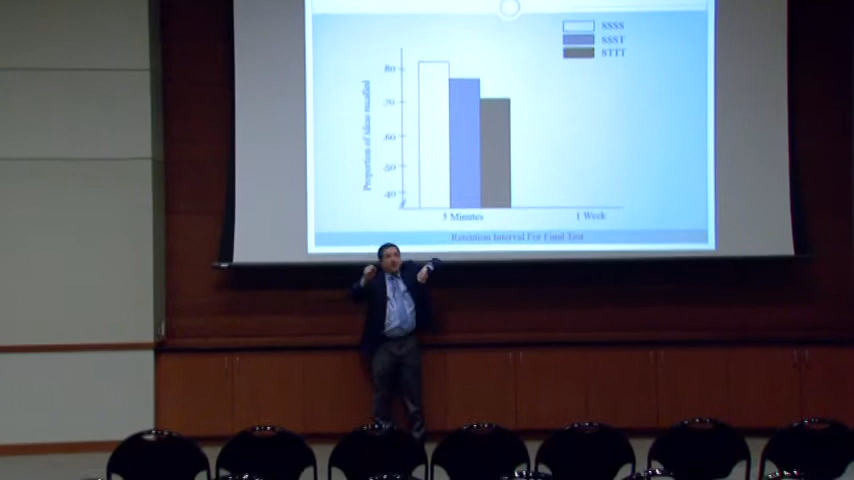 SSSS
SSST
STTT
Proportion of ideas recalled
.80
.70
.60
.50
.40
5 Minutes
1 Week
Retention Interval For Final Test